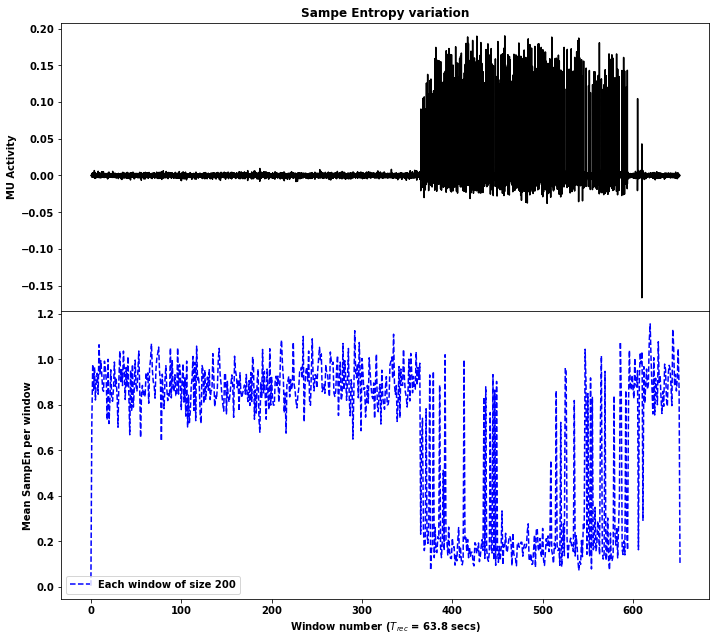 Sampe Entropy variation
0.20
0.15
0.10
0.05
0.00
−0.05
−0.10
−0.15
MU Activity
1.2
1.0
0.8
0.6
0.4
0.2
0.0
Mean SampEn per window
Each window of size 200
0 100 200 300 400 500 600
Window number (T_rec = 63.8 secs)